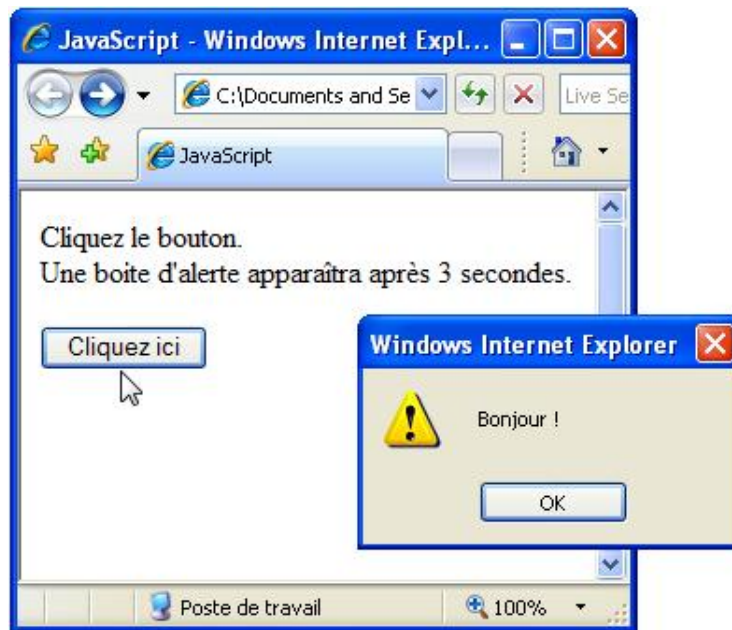 JavaScript - Windows Internet Expl...
C:\Documents and Se
Live Se
JavaScript
Cliquez le bouton.
Une boite d'alerte apparaîtra après 3 secondes.
Cliquez ici
Windows Internet Explorer
Bonjour !
OK
Poste de travail
100%